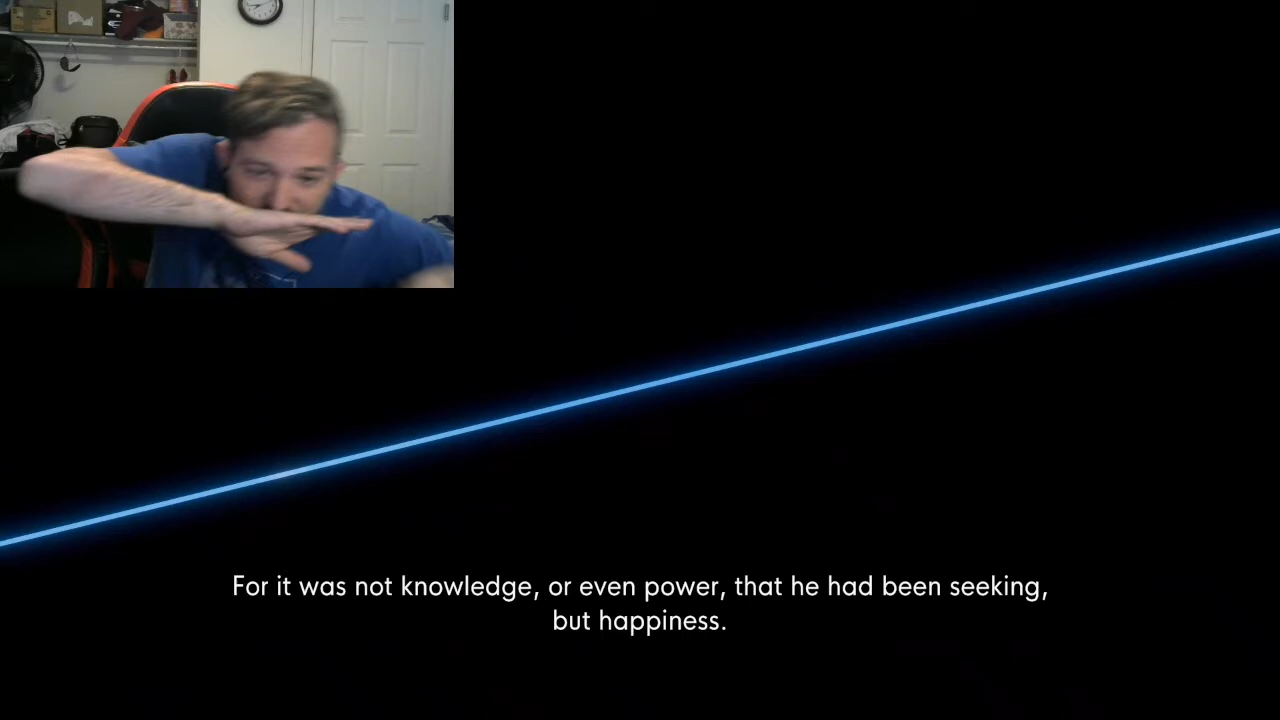 For it was not knowledge, or even power, that he had been seeking,
but happiness.